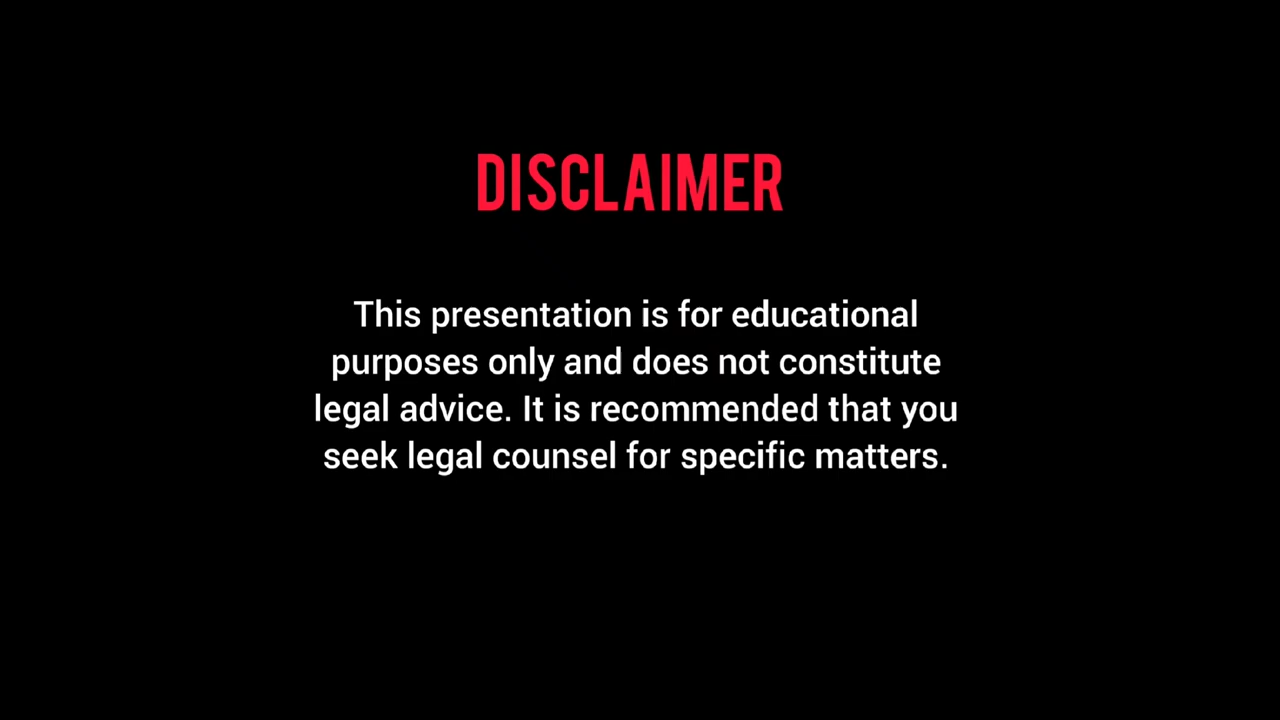 DISCLAIMER
This presentation is for educational
purposes only and does not constitute
legal advice. It is recommended that you
seek legal counsel for specific matters.